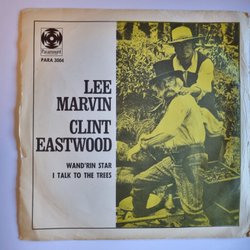 Paramount
PARA 3004
LEE
MARVIN
CLINT
EASTWOOD
WAND'RIN STAR
I TALK TO THE TREES